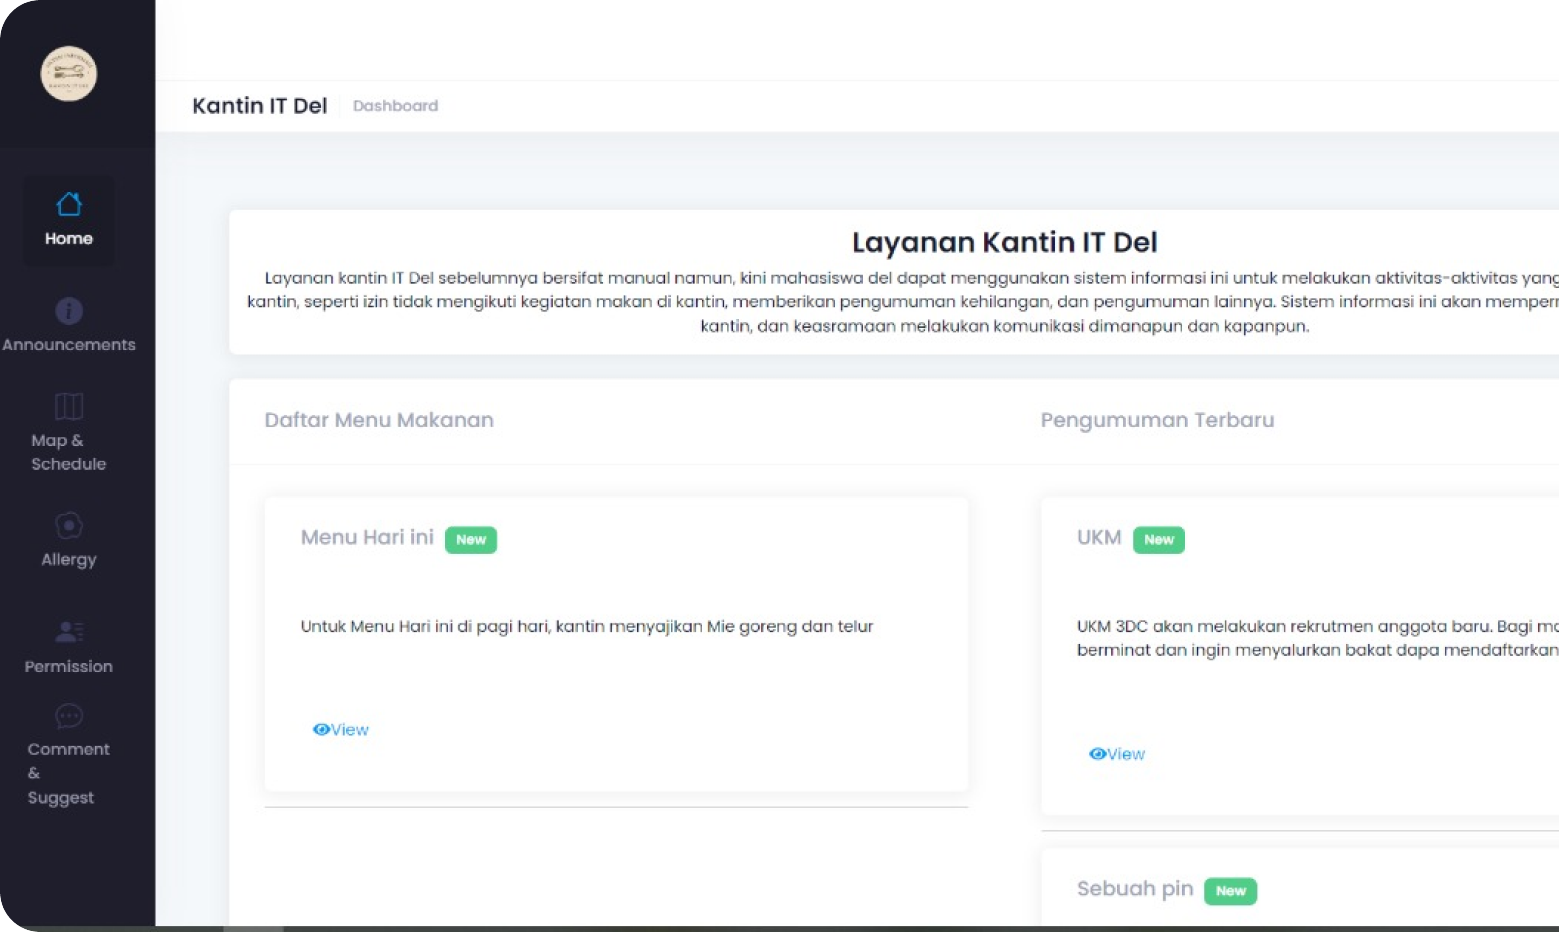 Kantin IT Del
Dashboard
Home
Announcements
Map &
Schedule
Allergy
Permission
Comment
&
Suggest
Layanan Kantin IT Del
Layanan kantin IT Del sebelumnya bersifat manual namun, kini mahasiswa del dapat menggunakan sistem informasi ini untuk melakukan aktivitas-aktivitas yang
kantin, seperti izin tidak mengikuti kegiatan makan di kantin, memberikan pengumuman kehilangan, dan pengumuman lainnya. Sistem informasi ini akan memperm
kantin, dan keasramaan melakukan komunikasi dimanapun dan kapanpun.
Daftar Menu Makanan
Menu Hari ini New
Untuk Menu Hari ini di pagi hari, kantin menyajikan Mie goreng dan telur
View
Pengumuman Terbaru
UKM New
UKM 3DC akan melakukan rekrutmen anggota baru. Bagi ma
berminat dan ingin menyalurkan bakat dapa mendaftarkan
View
Sebuah pin New